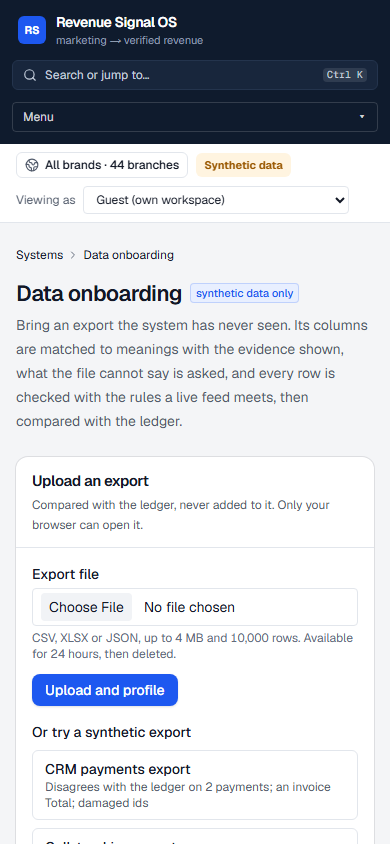 RS
Revenue Signal OS
marketing → verified revenue
Search or jump to...
Ctrl K
Menu
All brands · 44 branches
Synthetic data
Viewing as
Guest (own workspace)
Systems > Data onboarding
Data onboarding
synthetic data only
Bring an export the system has never seen. Its columns
are matched to meanings with the evidence shown,
what the file cannot say is asked, and every row is
checked with the rules a live feed meets, then
compared with the ledger.
Upload an export
Compared with the ledger, never added to it. Only your
browser can open it.
Export file
Choose File No file chosen
CSV, XLSX or JSON, up to 4 MB and 10,000 rows. Available
for 24 hours, then deleted.
Upload and profile
Or try a synthetic export
CRM payments export
Disagrees with the ledger on 2 payments; an invoice
Total; damaged ids